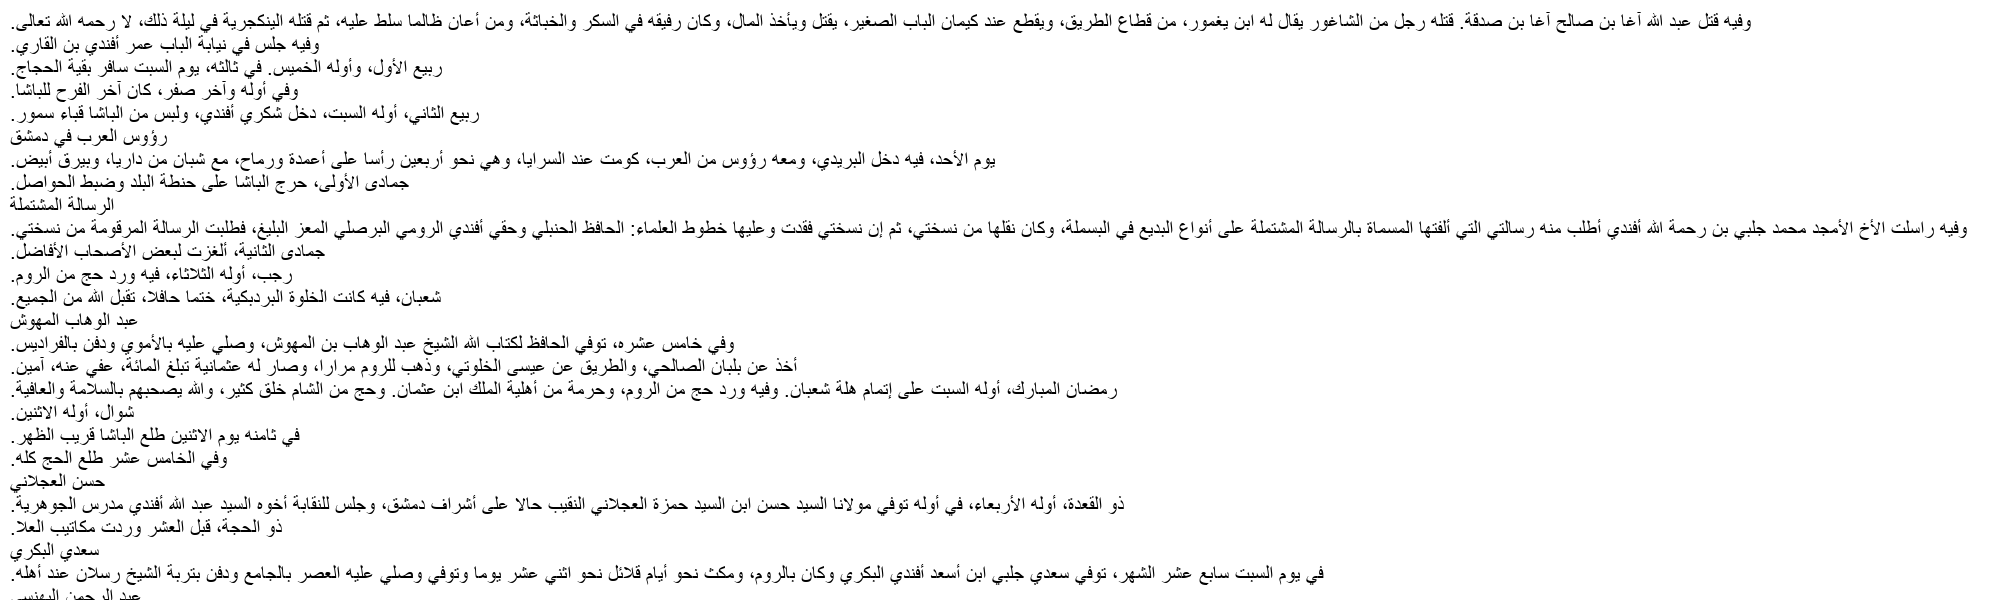 وفيه قتل عبد الله آغا بن صالح آغا بن صدقة. قتله رجل من الشاغور يقال له ابن يغمور، من قطاع الطريق، ويقطع عند كيمان الباب الصغير، يقتل ويأخذ المال، وكان رفيقه في السكر والخباثة، ومن أعان ظالما سلط عليه، ثم قتله الينكجرية في ليلة ذلك، لا رحمه الله تعالى.
وفيه جلس في نيابة الباب عمر أفندي بن القاري.
ربيع الأول، وأوله الخميس. في ثالثه، يوم السبت سافر بقية الحجاج.
وفي أوله وآخر صفر، كان آخر الفرح للباشا.
ربيع الثاني، أوله السبت، دخل شكري أفندي، ولبس من الباشا قباء سمور.
رؤوس العرب في دمشق
يوم الأحد، فيه دخل البريدي، ومعه رؤوس من العرب، كومت عند السرايا، وهي نحو أربعين رأسا على أعمدة ورماح، مع شبان من داريا، وبيرق أبيض.
جمادى الأولى، حرج الباشا على حنطة البلد وضبط الحواصل.
الرسالة المشتملة
وفيه راسلت الأخ الأمجد محمد جلبي بن رحمة الله أفندي أطلب منه رسالتي التي ألفتها المسماة بالرسالة المشتملة على أنواع البديع في البسملة، وكان نقلها من نسختي، ثم إن نسختي فقدت وعليها خطوط العلماء: الحافظ الحنبلي وحقي أفندي الرومي البرصلي المعز البليغ، فطلبت الرسالة المرقومة من نسختي.
جمادى الثانية، ألغزت لبعض الأصحاب الأفاضل.
رجب، أوله الثلاثاء، فيه ورد حج من الروم.
شعبان، فيه كانت الخلوة البردبكية، ختما حافلا، تقبل الله من الجميع.
عبد الوهاب المهوش
وفي خامس عشره، توفي الحافظ لكتاب الله الشيخ عبد الوهاب بن المهوش، وصلي عليه بالأموي ودفن بالفراديس.
أخذ عن بلبان الصالحي، والطريق عن عيسى الخلوتي، وذهب للروم مرارا، وصار له عثمانية تبلغ المائة، عفي عنه، آمين.
رمضان المبارك، أوله السبت على إتمام هلة شعبان. وفيه ورد حج من الروم، وحرمة من أهلية الملك ابن عثمان. وحج من الشام خلق كثير، والله يصحبهم بالسلامة والعافية.
شوال، أوله الاثنين.
في ثامنه يوم الاثنين طلع الباشا قريب الظهر.
وفي الخامس عشر طلع الحج كله.
حسن العجلاني
ذو القعدة، أوله الأربعاء، في أوله توفي مولانا السيد حسن ابن السيد حمزة العجلاني النقيب حالا على أشراف دمشق، وجلس للنقابة أخوه السيد عبد الله أفندي مدرس الجوهرية.
ذو الحجة، قبل العشر وردت مكاتيب العلا.
سعدي البكري
في يوم السبت سابع عشر الشهر، توفي سعدي جلبي ابن أسعد أفندي البكري وكان بالروم، ومكث نحو أيام قلائل نحو اثني عشر يوما وتوفي وصلي عليه العصر بالجامع ودفن بتربة الشيخ رسلان عند أهله.
عبد الرحمن البهنسي